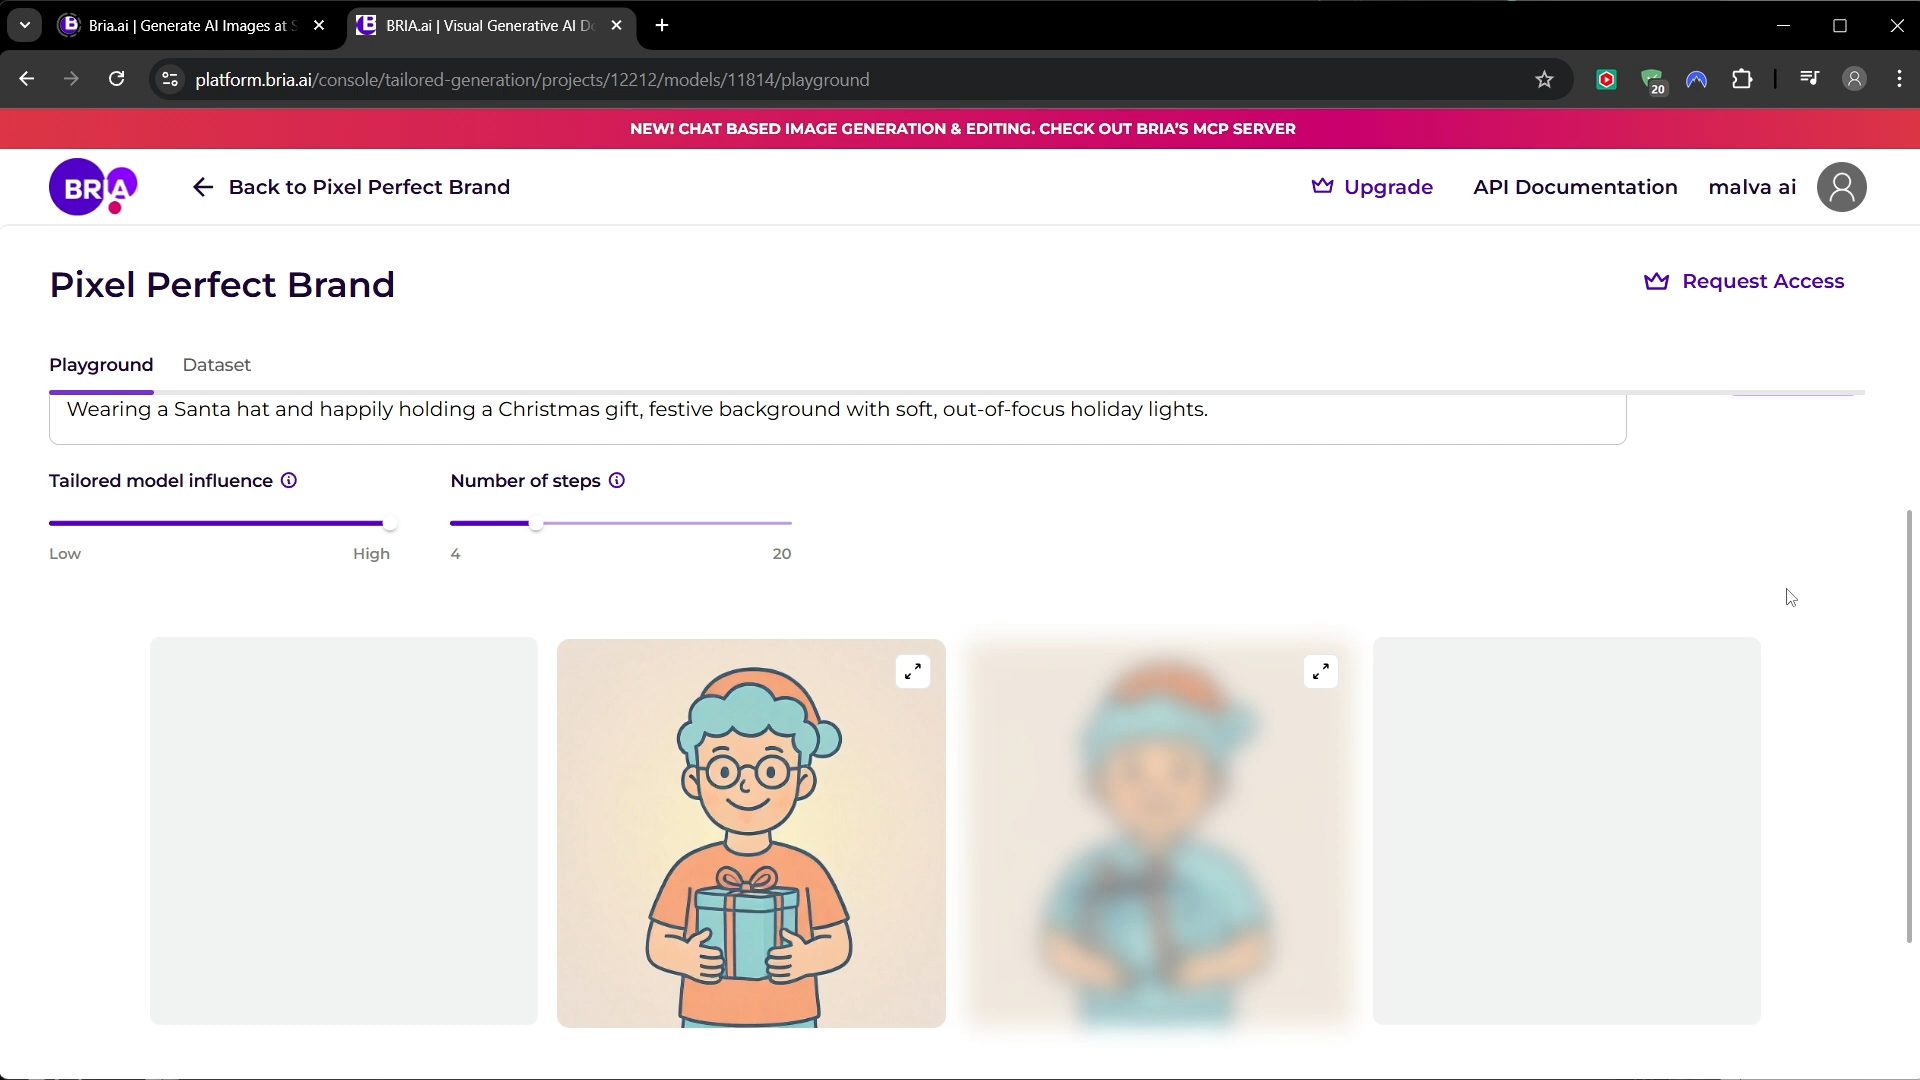 Bria.ai | Generate AI Images at S
BRIA.ai | Visual Generative AI De
platform.bria.ai/console/tailored-generation/projects/12212/models/11814/playground
20
NEW! CHAT BASED IMAGE GENERATION & EDITING. CHECK OUT BRIA'S MCP SERVER
BRIA
Back to Pixel Perfect Brand
Upgrade
API Documentation
malva ai
Pixel Perfect Brand
Request Access
Playground
Dataset
Wearing a Santa hat and happily holding a Christmas gift, festive background with soft, out-of-focus holiday lights.
Tailored model influence
Number of steps
Low
High
4
20